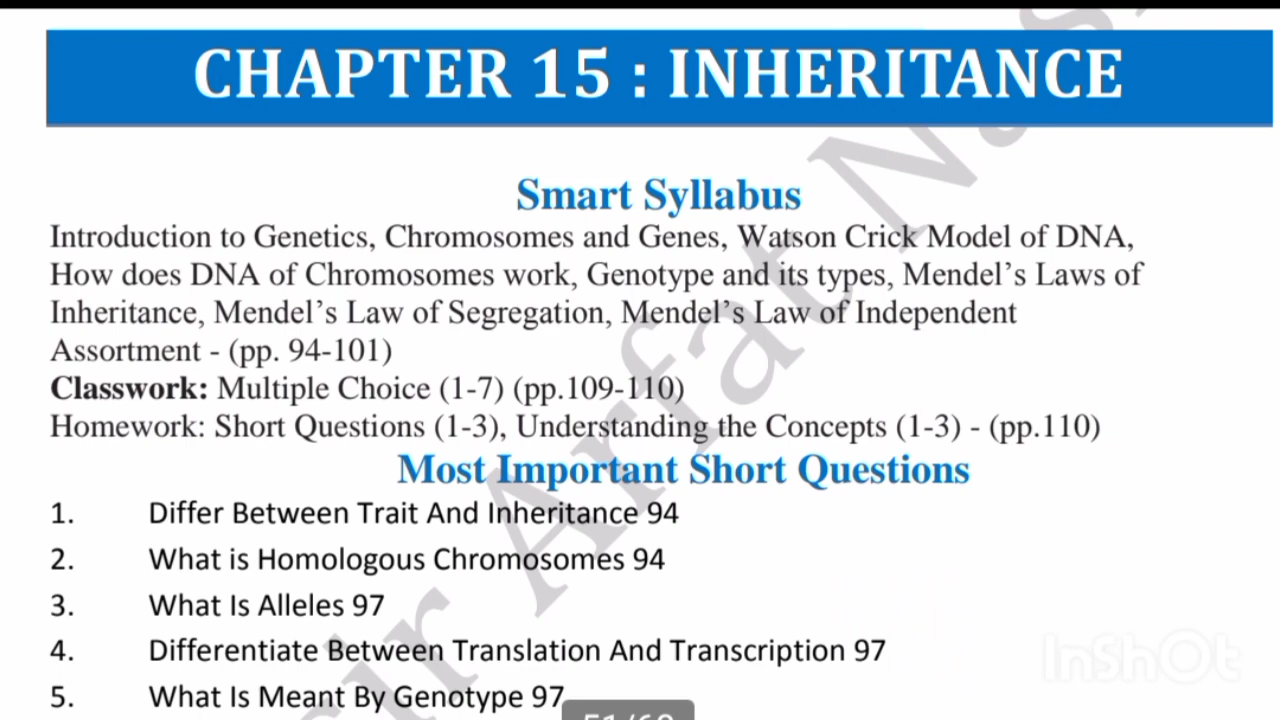 CHAPTER 15 : INHERITANCE
Smart Syllabus
Introduction to Genetics, Chromosomes and Genes, Watson Crick Model of DNA,
How does DNA of Chromosomes work, Genotype and its types, Mendel's Laws of
Inheritance, Mendel's Law of Segregation, Mendel's Law of Independent
Assortment - (pp. 94-101)
Classwork: Multiple Choice (1-7) (pp.109-110)
Homework: Short Questions (1-3), Understanding the Concepts (1-3) - (pp.110)
Most Important Short Questions
1. Differ Between Trait And Inheritance 94
2. What is Homologous Chromosomes 94
3. What Is Alleles 97
4. Differentiate Between Translation And Transcription 97
5. What Is Meant By Genotype 97
Sir Arfat
InShOt